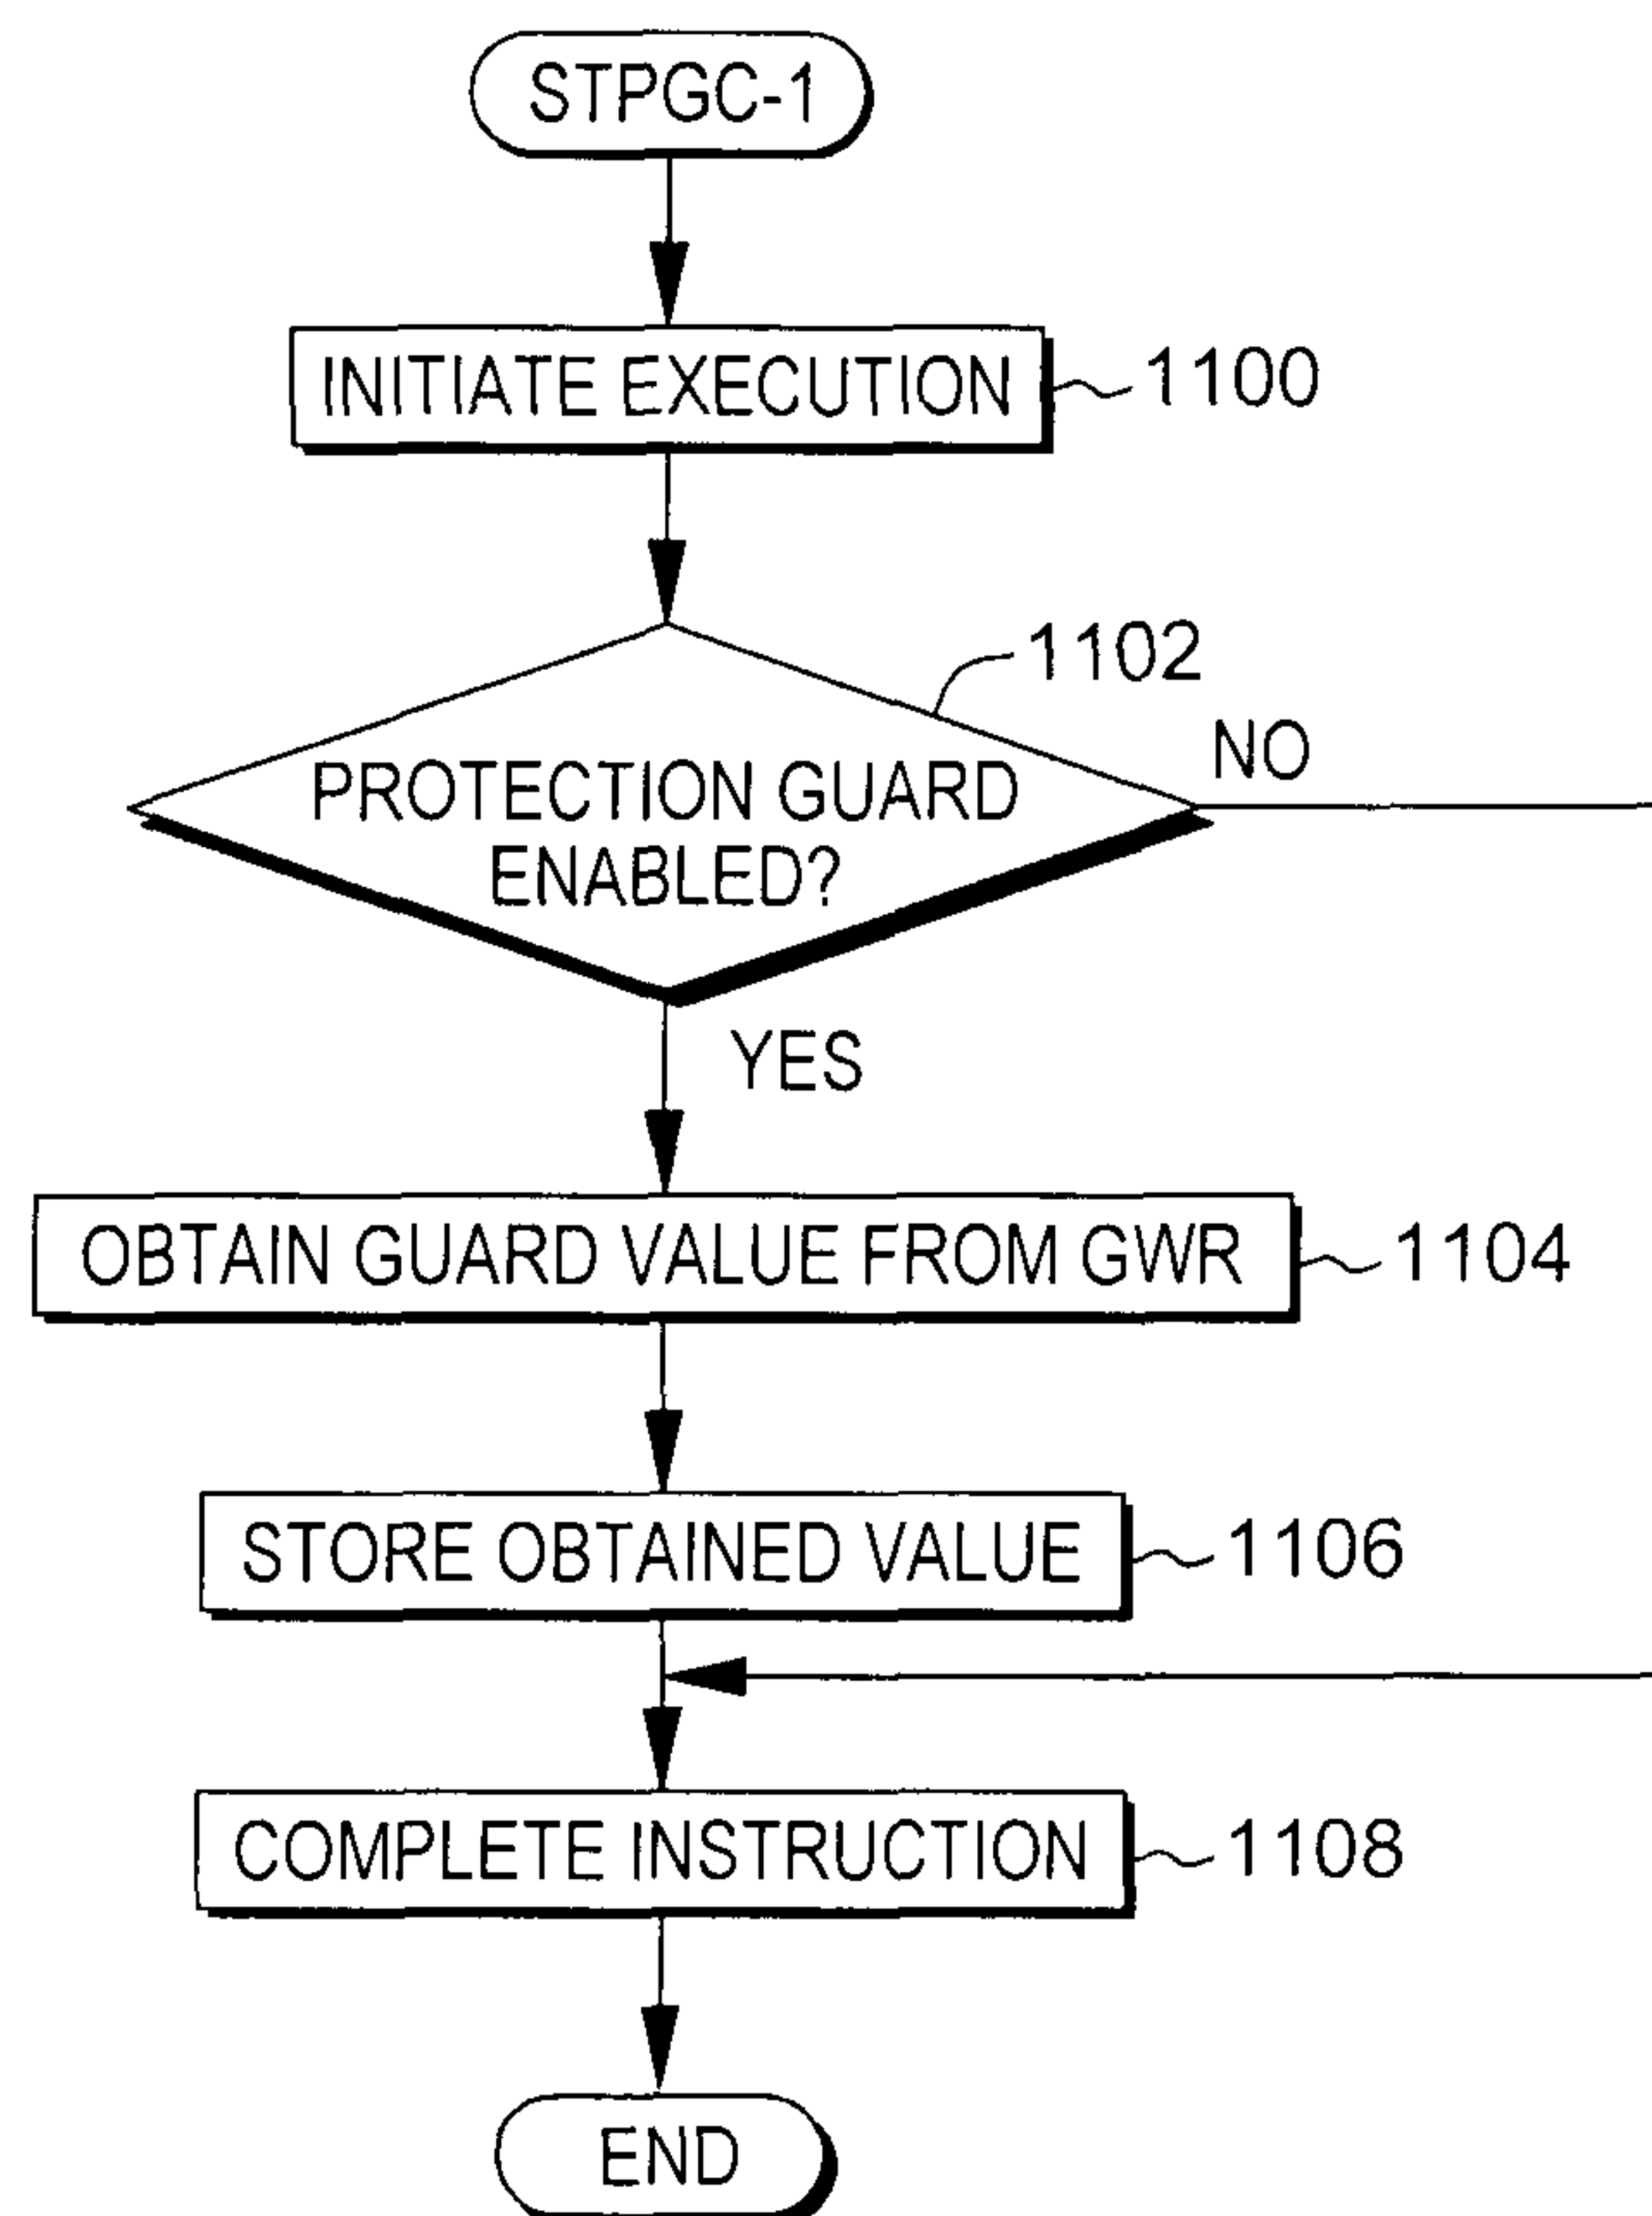 STPGC-1
INITIATE EXECUTION
1100
1102
NO
PROTECTION GUARD
ENABLED?
YES
OBTAIN GUARD VALUE FROM GWR
1104
STORE OBTAINED VALUE
1106
COMPLETE INSTRUCTION
1108
END